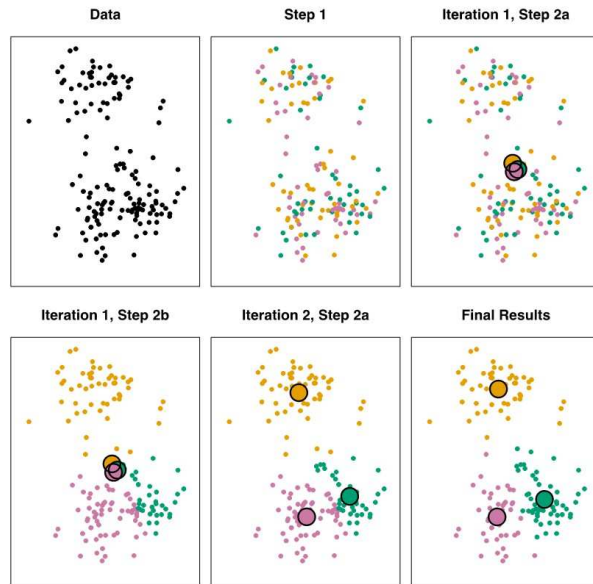 Data
Step 1
Iteration 1, Step 2a
Iteration 1, Step 2b
Iteration 2, Step 2a
Final Results